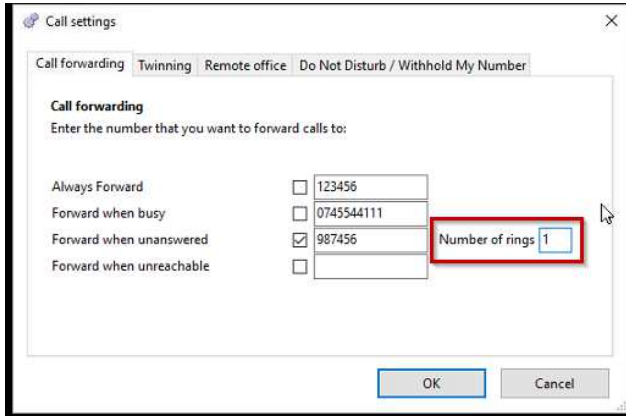 Call settings
Call forwarding Twinning Remote office Do Not Disturb / Withhold My Number
Call forwarding
Enter the number that you want to forward calls to:
Always Forward 123456
Forward when busy 0745544111
Forward when unanswered 987456 Number of rings 1
Forward when unreachable
OK Cancel